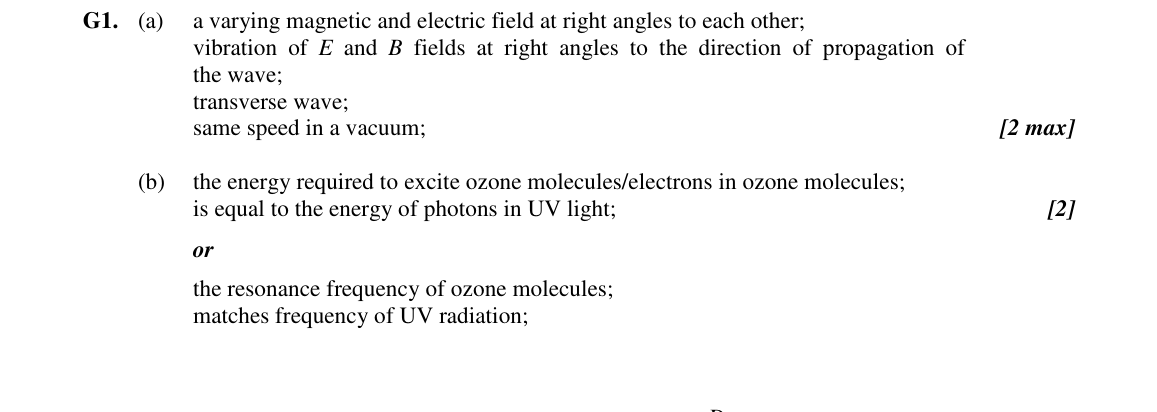 G1. (a) a varying magnetic and electric field at right angles to each other;
vibration of E and B fields at right angles to the direction of propagation of
the wave;
transverse wave;
same speed in a vacuum; [2 max]
(b) the energy required to excite ozone molecules/electrons in ozone molecules;
is equal to the energy of photons in UV light; [2]
or
the resonance frequency of ozone molecules;
matches frequency of UV radiation;